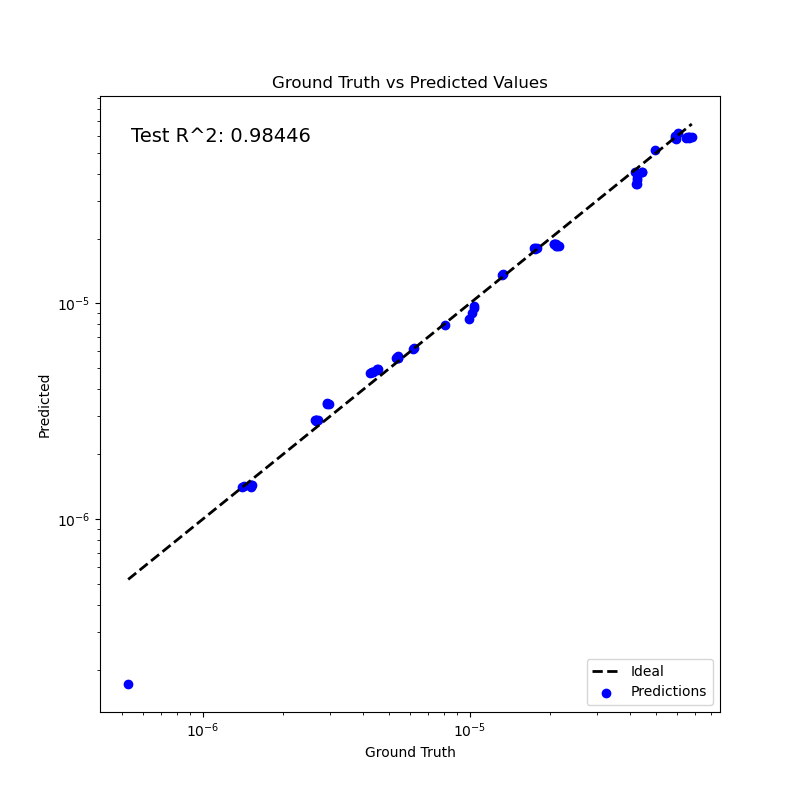 Ground Truth vs Predicted Values
Test R^2: 0.98446
Predicted
10⁻⁵
10⁻⁶
10⁻⁶
10⁻⁵
Ground Truth
Ideal
Predictions